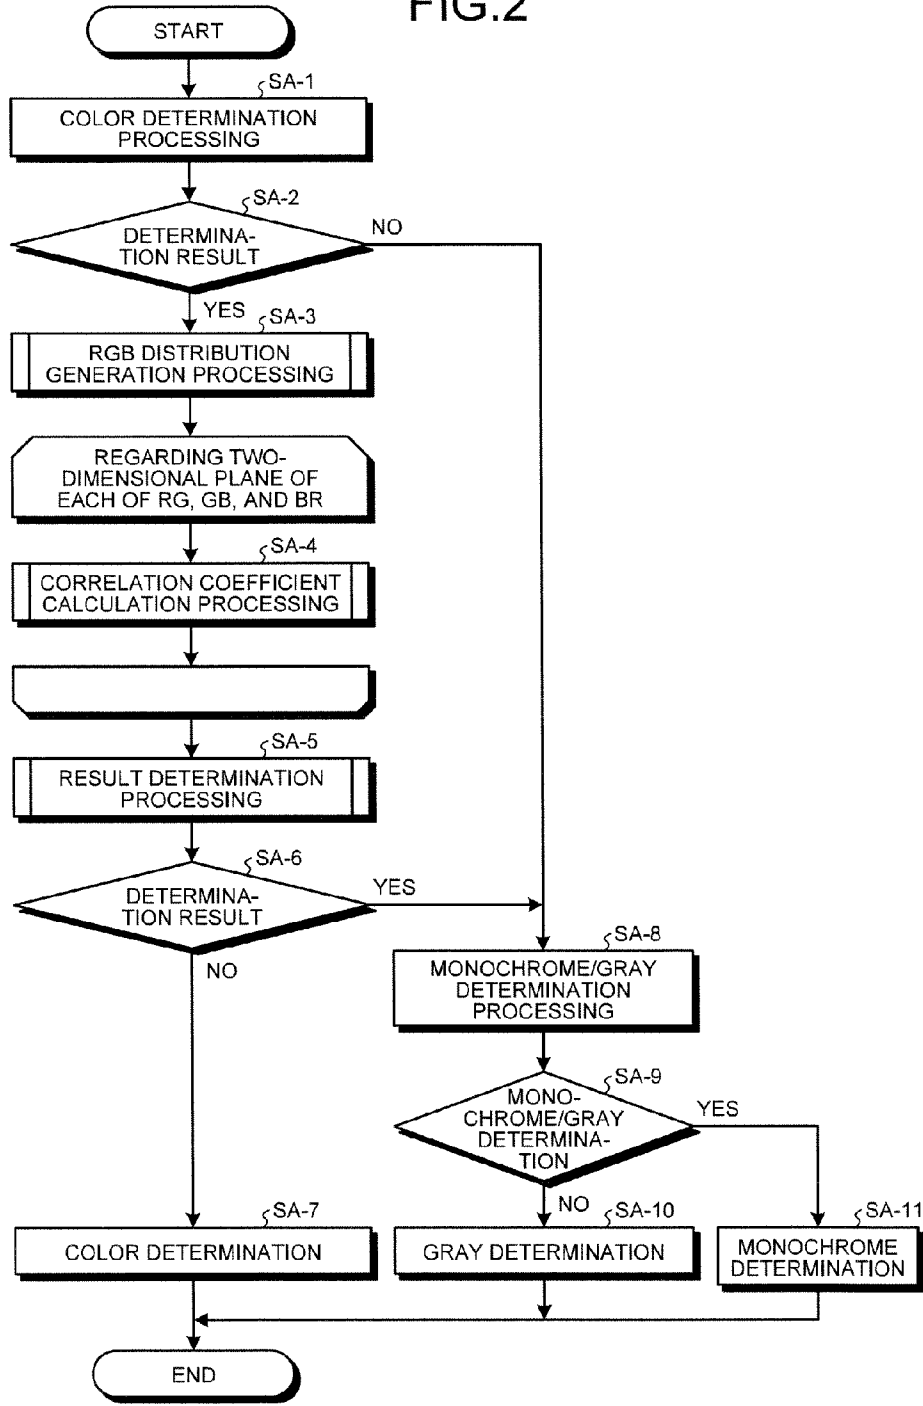 FIG.2
START
SA-1
COLOR DETERMINATION
PROCESSING
SA-2
DETERMINA-
TION RESULT
NO
YES
SA-3
RGB DISTRIBUTION
GENERATION PROCESSING
REGARDING TWO-
DIMENSIONAL PLANE OF
EACH OF RG, GB, AND BR
SA-4
CORRELATION COEFFICIENT
CALCULATION PROCESSING
SA-5
RESULT DETERMINATION
PROCESSING
SA-6
DETERMINA-
TION RESULT
YES
NO
SA-8
MONOCHROME/GRAY
DETERMINATION
PROCESSING
SA-9
MONO-
CHROME/GRAY
DETERMINA-
TION
YES
NO
SA-7
COLOR DETERMINATION
SA-10
GRAY DETERMINATION
SA-11
MONOCHROME
DETERMINATION
END